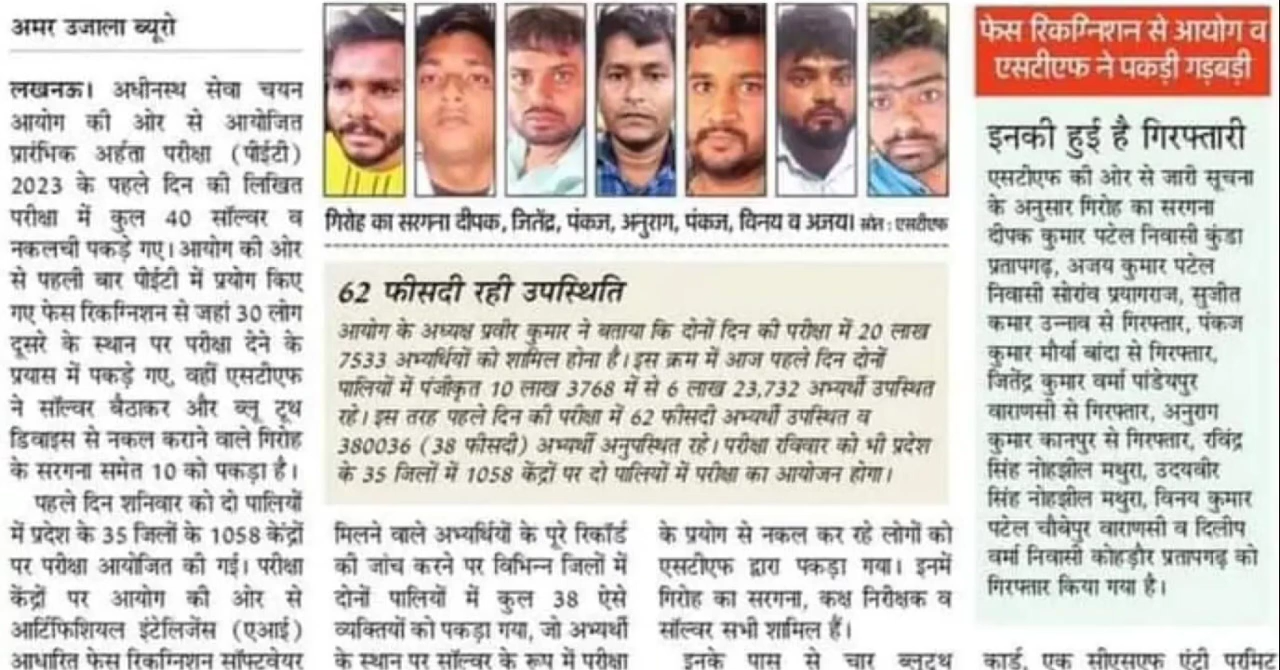 अमर उजाला ब्यूरो
लखनऊ। अधीनस्थ सेवा चयन
आयोग की ओर से आयोजित
प्रारंभिक अर्हता परीक्षा (पीईटी)
2023 के पहले दिन की लिखित
परीक्षा में कुल 40 सॉल्वर व
नकलची पकड़े गए। आयोग की ओर
से पहली बार पीईटी में प्रयोग किए
गए फेस रिकग्निशन से जहां 30 लोग
दूसरे के स्थान पर परीक्षा देने के
प्रयास में पकड़े गए, वहीं एसटीएफ
ने सॉल्वर बैठाकर और ब्लू टूथ
डिवाइस से नकल कराने वाले गिरोह
के सरगना समेत 10 को पकड़ा है।
पहले दिन शनिवार को दो पालियों
में प्रदेश के 35 जिलों के 1058 केंद्रों
पर परीक्षा आयोजित की गई। परीक्षा
केंद्रों पर आयोग की ओर से
आर्टिफिशियल इंटेलिजेंस (एआई)
आधारित फेस रिकग्निशन सॉफ्टवेयर
गिरोह का सरगना दीपक, जितेंद्र, पंकज, अनुराग, पंकज, विनय व अजय। स्रोत : एसटीएफ
62 फीसदी रही उपस्थिति
आयोग के अध्यक्ष प्रवीर कुमार ने बताया कि दोनों दिन की परीक्षा में 20 लाख
7533 अभ्यर्थियों को शामिल होना है। इस क्रम में आज पहले दिन दोनों
पालियों में पंजीकृत 10 लाख 3768 में से 6 लाख 23,732 अभ्यर्थी उपस्थित
रहे। इस तरह पहले दिन की परीक्षा में 62 फीसदी अभ्यर्थी उपस्थित व
380036 (38 फीसदी) अभ्यर्थी अनुपस्थित रहे। परीक्षा रविवार को भी प्रदेश
के 35 जिलों में 1058 केंद्रों पर दो पालियों में परीक्षा का आयोजन होगा।
मिलने वाले अभ्यर्थियों के पूरे रिकॉर्ड
की जांच करने पर विभिन्न जिलों में
दोनों पालियों में कुल 38 ऐसे
व्यक्तियों को पकड़ा गया, जो अभ्यर्थी
के स्थान पर सॉल्वर के रूप में परीक्षा
के प्रयोग से नकल कर रहे लोगों को
एसटीएफ द्वारा पकड़ा गया। इनमें
गिरोह का सरगना, कक्ष निरीक्षक व
सॉल्वर सभी शामिल हैं।
इनके पास से चार ब्लूटूथ
फेस रिकग्निशन से आयोग व
एसटीएफ ने पकड़ी गड़बड़ी
इनकी हुई है गिरफ्तारी
एसटीएफ की ओर से जारी सूचना
के अनुसार गिरोह का सरगना
दीपक कुमार पटेल निवासी कुंडा
प्रतापगढ़, अजय कुमार पटेल
निवासी सोरांव प्रयागराज, सुजीत
कमार उन्नाव से गिरफ्तार, पंकज
कुमार मौर्या बांदा से गिरफ्तार,
जितेंद्र कुमार वर्मा पांडेयपुर
वाराणसी से गिरफ्तार, अनुराग
कुमार कानपुर से गिरफ्तार, रविंद्र
सिंह नोहझील मथुरा, उदयवीर
सिंह नोहझील मथुरा, विनय कुमार
पटेल चौबेपुर वाराणसी व दिलीप
वर्मा निवासी कोहड़ौर प्रतापगढ़ को
गिरफ्तार किया गया है।
कार्ड, एक सीएसएफ एंट्री परमिट